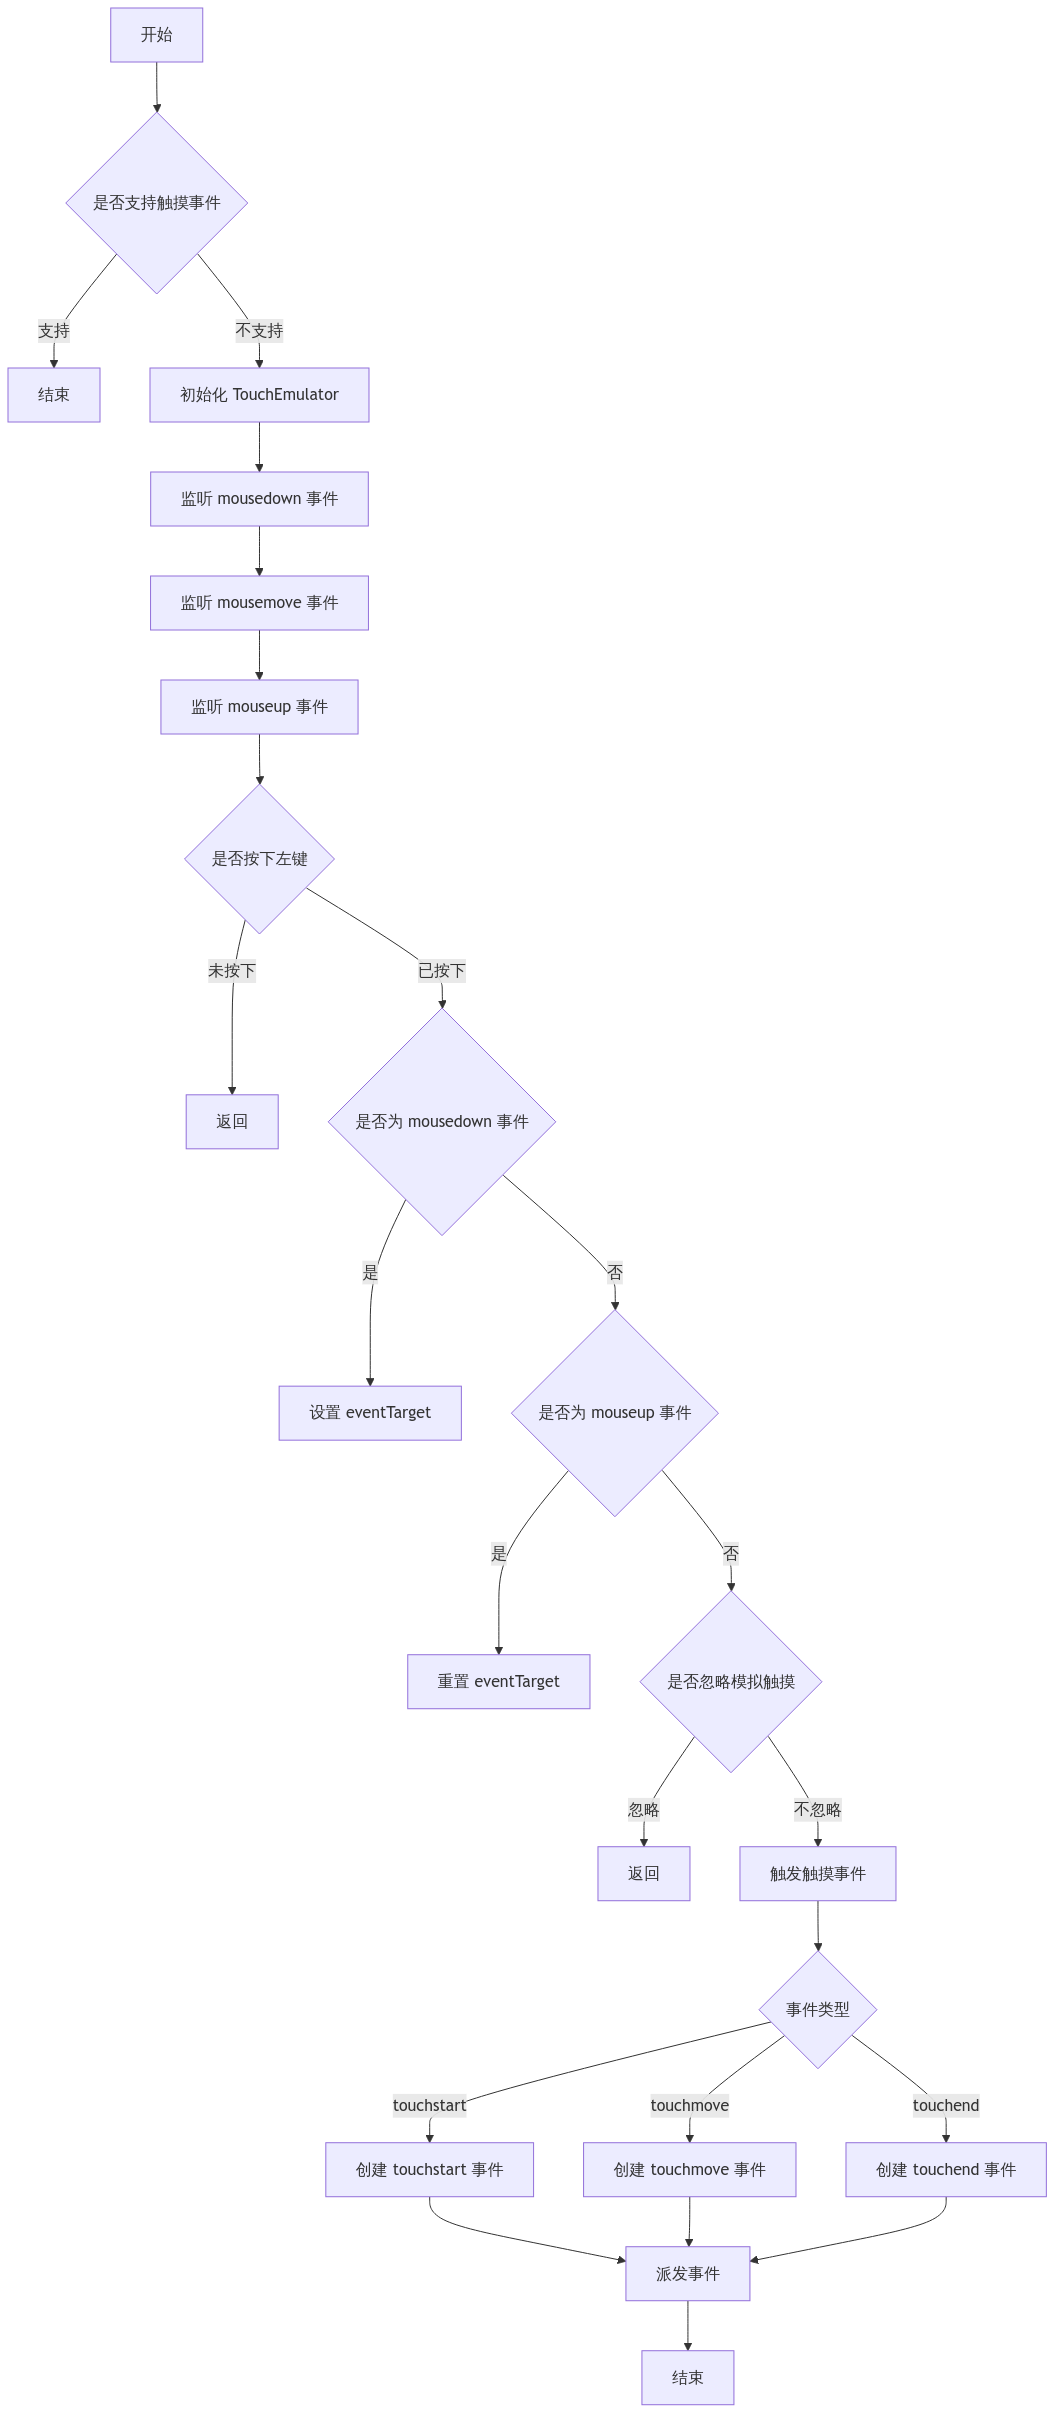 开始
是否支持触摸事件
支持
不支持
结束
初始化 TouchEmulator
监听 mousedown 事件
监听 mousemove 事件
监听 mouseup 事件
是否按下左键
未按下
已按下
返回
是否为 mousedown 事件
是
否
设置 eventTarget
是否为 mouseup 事件
是
否
重置 eventTarget
是否忽略模拟触摸
忽略
不忽略
返回
触发触摸事件
事件类型
touchstart
touchmove
touchend
创建 touchstart 事件
创建 touchmove 事件
创建 touchend 事件
派发事件
结束